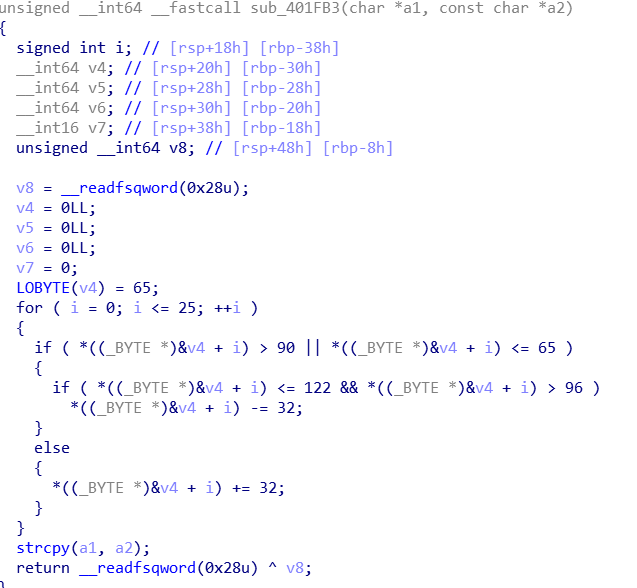 unsigned __int64 __fastcall sub_401FB3(char *a1, const char *a2)
{
  signed int i; // [rsp+18h] [rbp-38h]
  __int64 v4; // [rsp+20h] [rbp-30h]
  __int64 v5; // [rsp+28h] [rbp-28h]
  __int64 v6; // [rsp+30h] [rbp-20h]
  __int16 v7; // [rsp+38h] [rbp-18h]
  unsigned __int64 v8; // [rsp+48h] [rbp-8h]

  v8 = __readfsqword(0x28u);
  v4 = 0LL;
  v5 = 0LL;
  v6 = 0LL;
  v7 = 0;
  LOBYTE(v4) = 65;
  for ( i = 0; i <= 25; ++i )
  {
    if ( *((_BYTE *)&v4 + i) > 90 || *((_BYTE *)&v4 + i) <= 65 )
    {
      if ( *((_BYTE *)&v4 + i) <= 122 && *((_BYTE *)&v4 + i) > 96 )
        *((_BYTE *)&v4 + i) -= 32;
    }
    else
    {
      *((_BYTE *)&v4 + i) += 32;
    }
  }
  strcpy(a1, a2);
  return __readfsqword(0x28u) ^ v8;
}